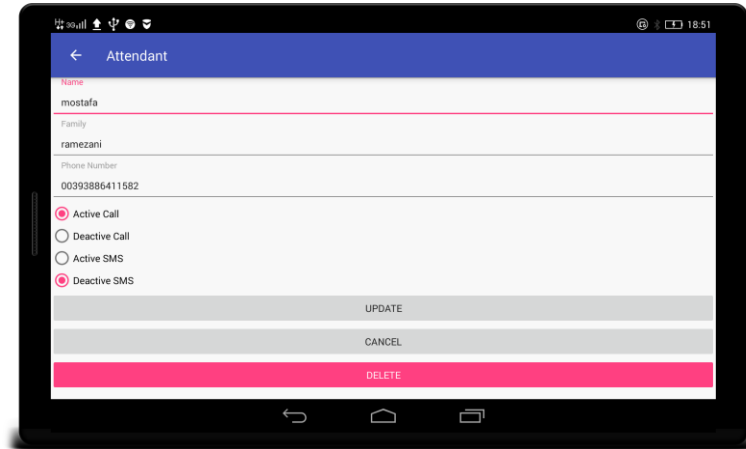 3G 18:51
Attendant
Name
mostafa
Family
ramezani
Phone Number
00393886411582
Active Call
Deactive Call
Active SMS
Deactive SMS
UPDATE
CANCEL
DELETE